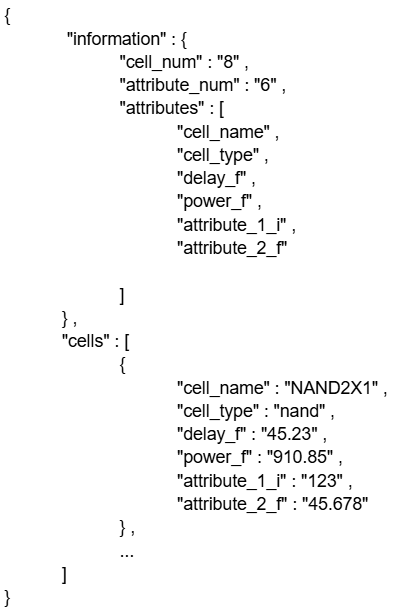 {
"information" : {
"cell_num" : "8" ,
"attribute_num" : "6" ,
"attributes" : [
"cell_name" ,
"cell_type" ,
"delay_f" ,
"power_f" ,
"attribute_1_i" ,
"attribute_2_f"
]
} ,
"cells" : [
{
"cell_name" : "NAND2X1" ,
"cell_type" : "nand" ,
"delay_f" : "45.23" ,
"power_f" : "910.85" ,
"attribute_1_i" : "123" ,
"attribute_2_f" : "45.678"
} ,
...
]
}